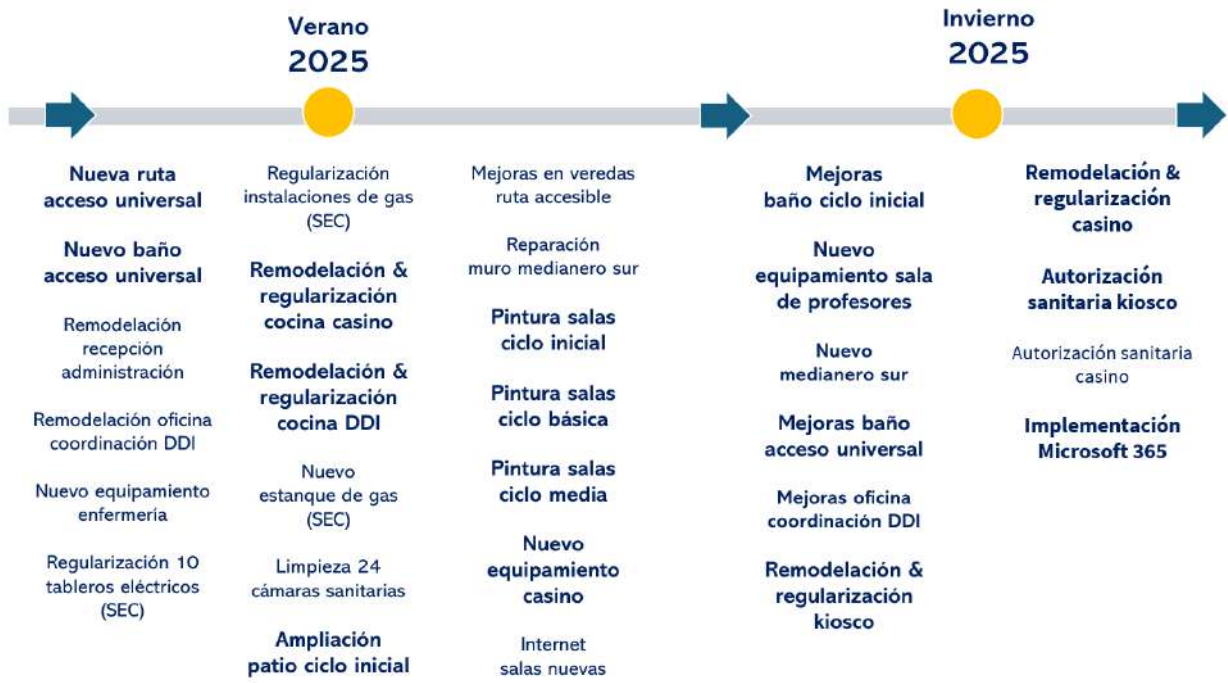 Verano
2025
Invierno
2025
Nueva ruta
acceso universal
Nuevo baño
acceso universal
Remodelación
recepción
administración
Remodelación oficina
coordinación DDI
Nuevo equipamiento
enfermería
Regularización 10
tableros eléctricos
(SEC)
Regularización
instalaciones de gas
(SEC)
Remodelación &
regularización
cocina casino
Remodelación &
regularización
cocina DDI
Nuevo
estanque de gas
(SEC)
Limpieza 24
cámaras sanitarias
Ampliación
patio ciclo inicial
Mejoras en veredas
ruta accesible
Reparación
muro medianero sur
Pintura salas
ciclo inicial
Pintura salas
ciclo básica
Pintura salas
ciclo media
Nuevo
equipamiento
casino
Internet
salas nuevas
Mejoras
baño ciclo inicial
Nuevo
equipamiento sala
de profesores
Nuevo
medianero sur
Mejoras baño
acceso universal
Mejoras oficina
coordinación DDI
Remodelación &
regularización
kiosco
Remodelación &
regularización
casino
Autorización
sanitaria kiosco
Autorización sanitaria
casino
Implementación
Microsoft 365